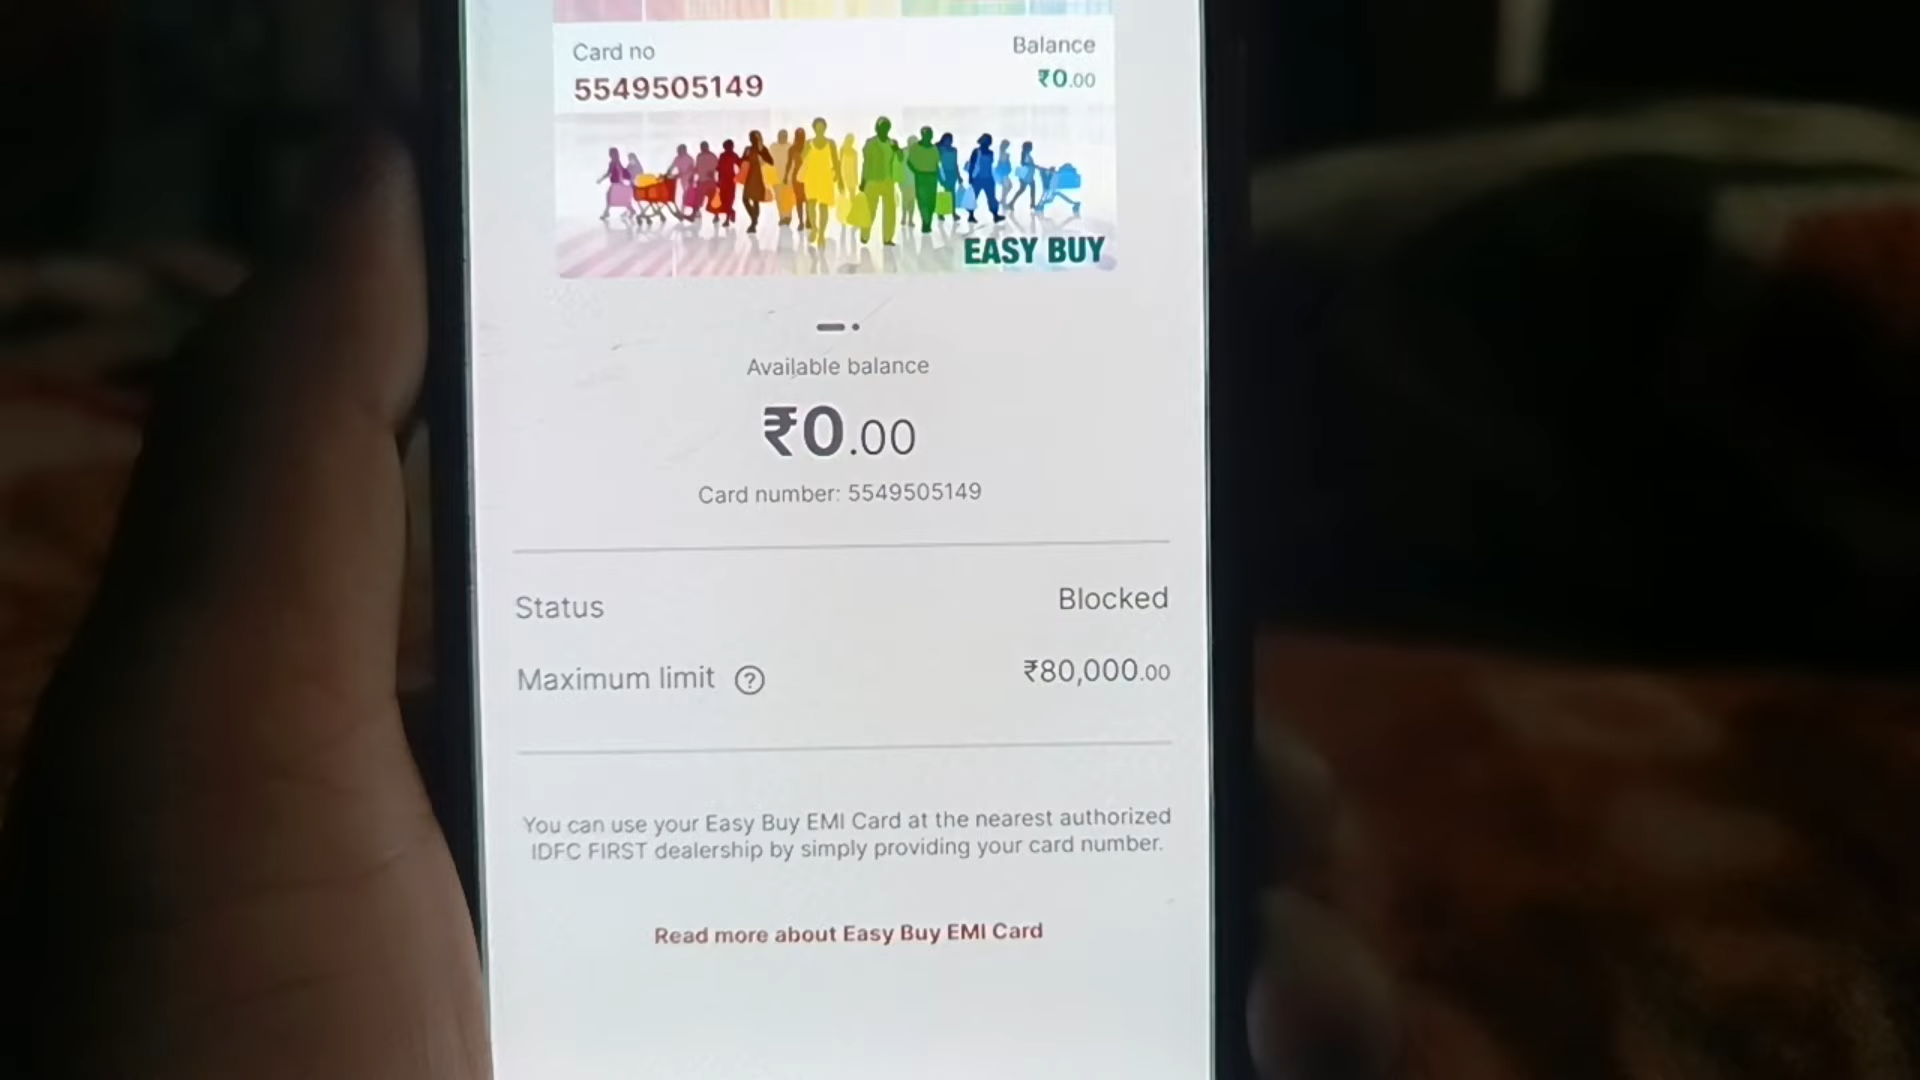 Card no
Balance
5549505149
₹0.00
EASY BUY
Available balance
₹0.00
Card number: 5549505149
Status
Blocked
Maximum limit ?
₹80,000.00
You can use your Easy Buy EMI Card at the nearest authorized
IDFC FIRST dealership by simply providing your card number.
Read more about Easy Buy EMI Card